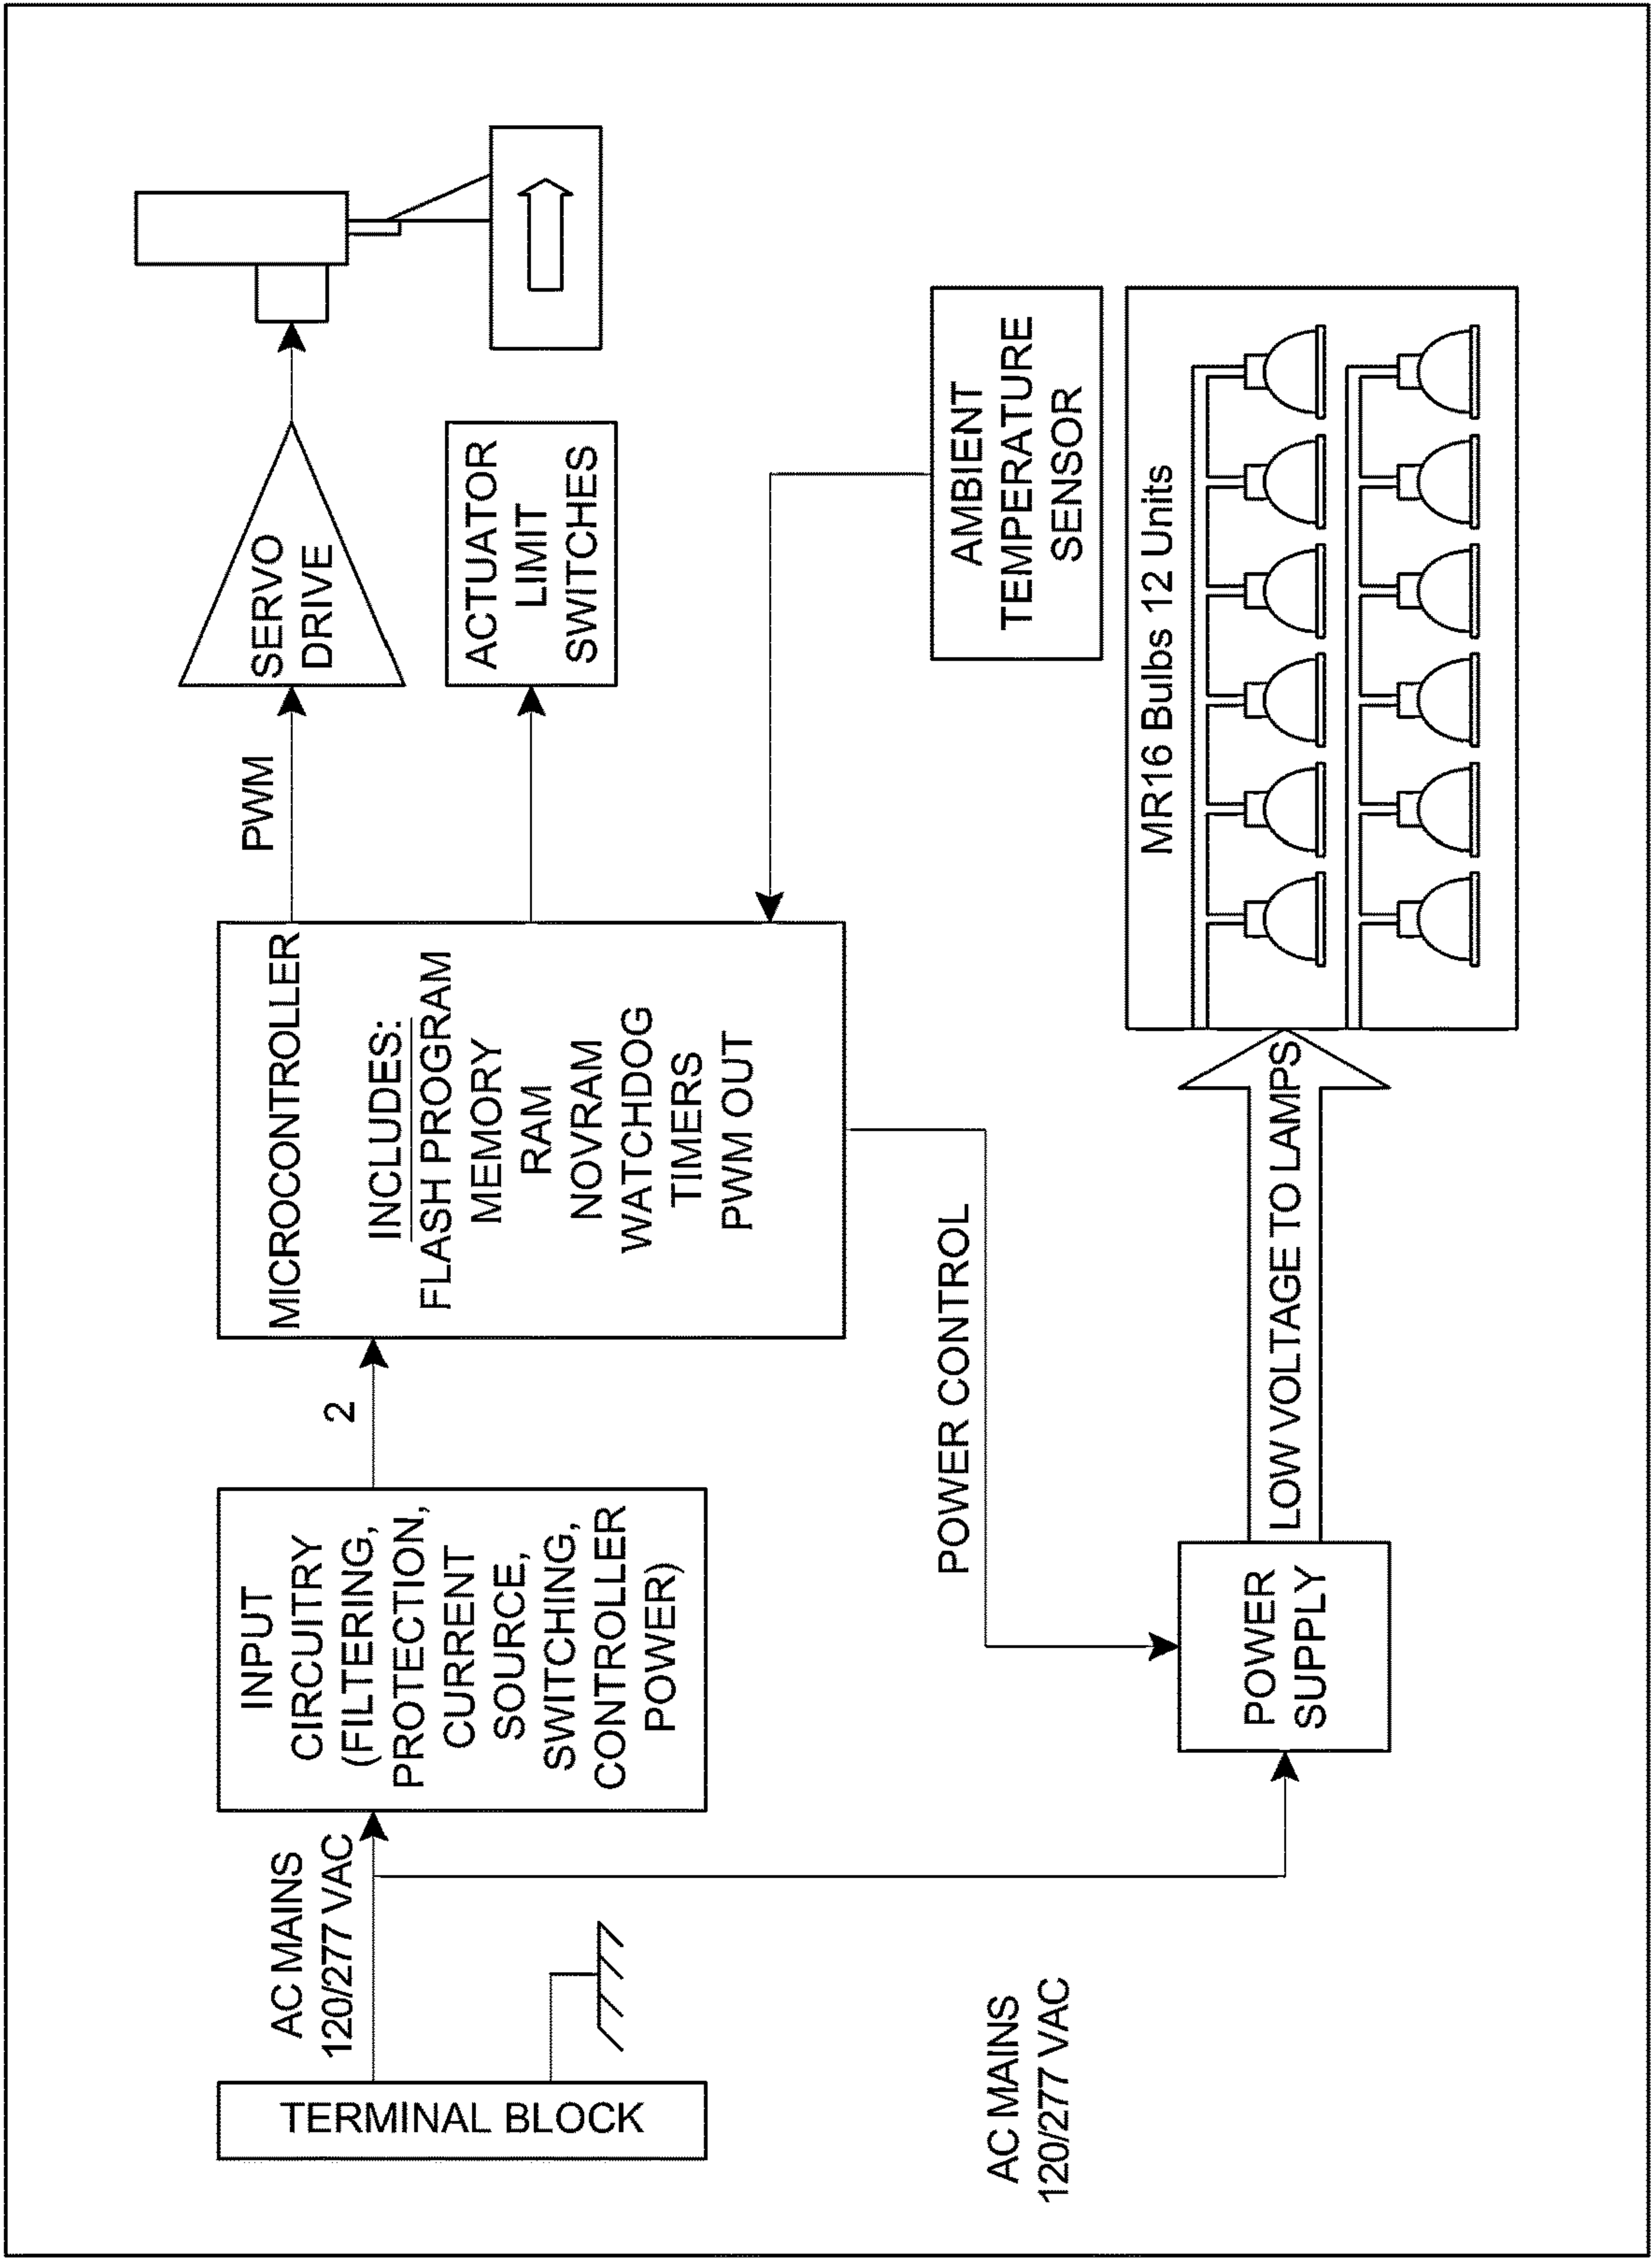 TERMINAL BLOCK
AC MAINS
120/277 VAC
INPUT
CIRCUITRY
(FILTERING,
PROTECTION,
CURRENT
SOURCE,
SWITCHING,
CONTROLLER
POWER)
2
MICROCONTROLLER
INCLUDES:
FLASH PROGRAM
MEMORY
RAM
NOVRAM
WATCHDOG
TIMERS
PWM OUT
PWM
SERVO
DRIVE
ACTUATOR
LIMIT
SWITCHES
AMBIENT
TEMPERATURE
SENSOR
POWER CONTROL
AC MAINS
120/277 VAC
POWER
SUPPLY
LOW VOLTAGE TO LAMPS
MR16 Bulbs 12 Units